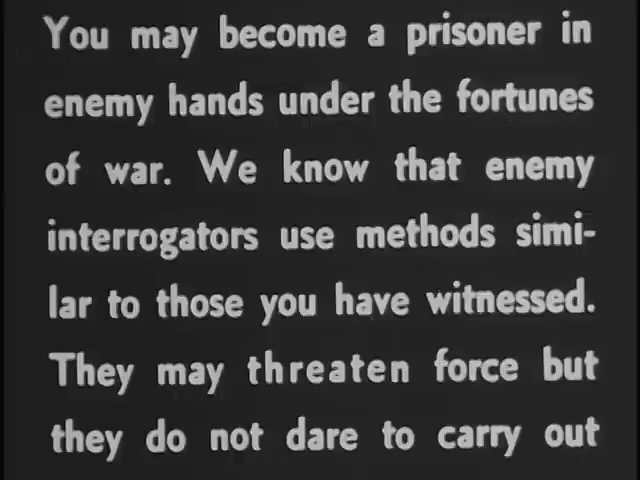 You may become a prisoner in
enemy hands under the fortunes
of war. We know that enemy
interrogators use methods simi-
lar to those you have witnessed.
They may threaten force but
they do not dare to carry out